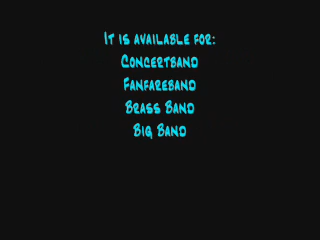 It is available for:
Concertband
Fanfareband
Brass Band
Big Band